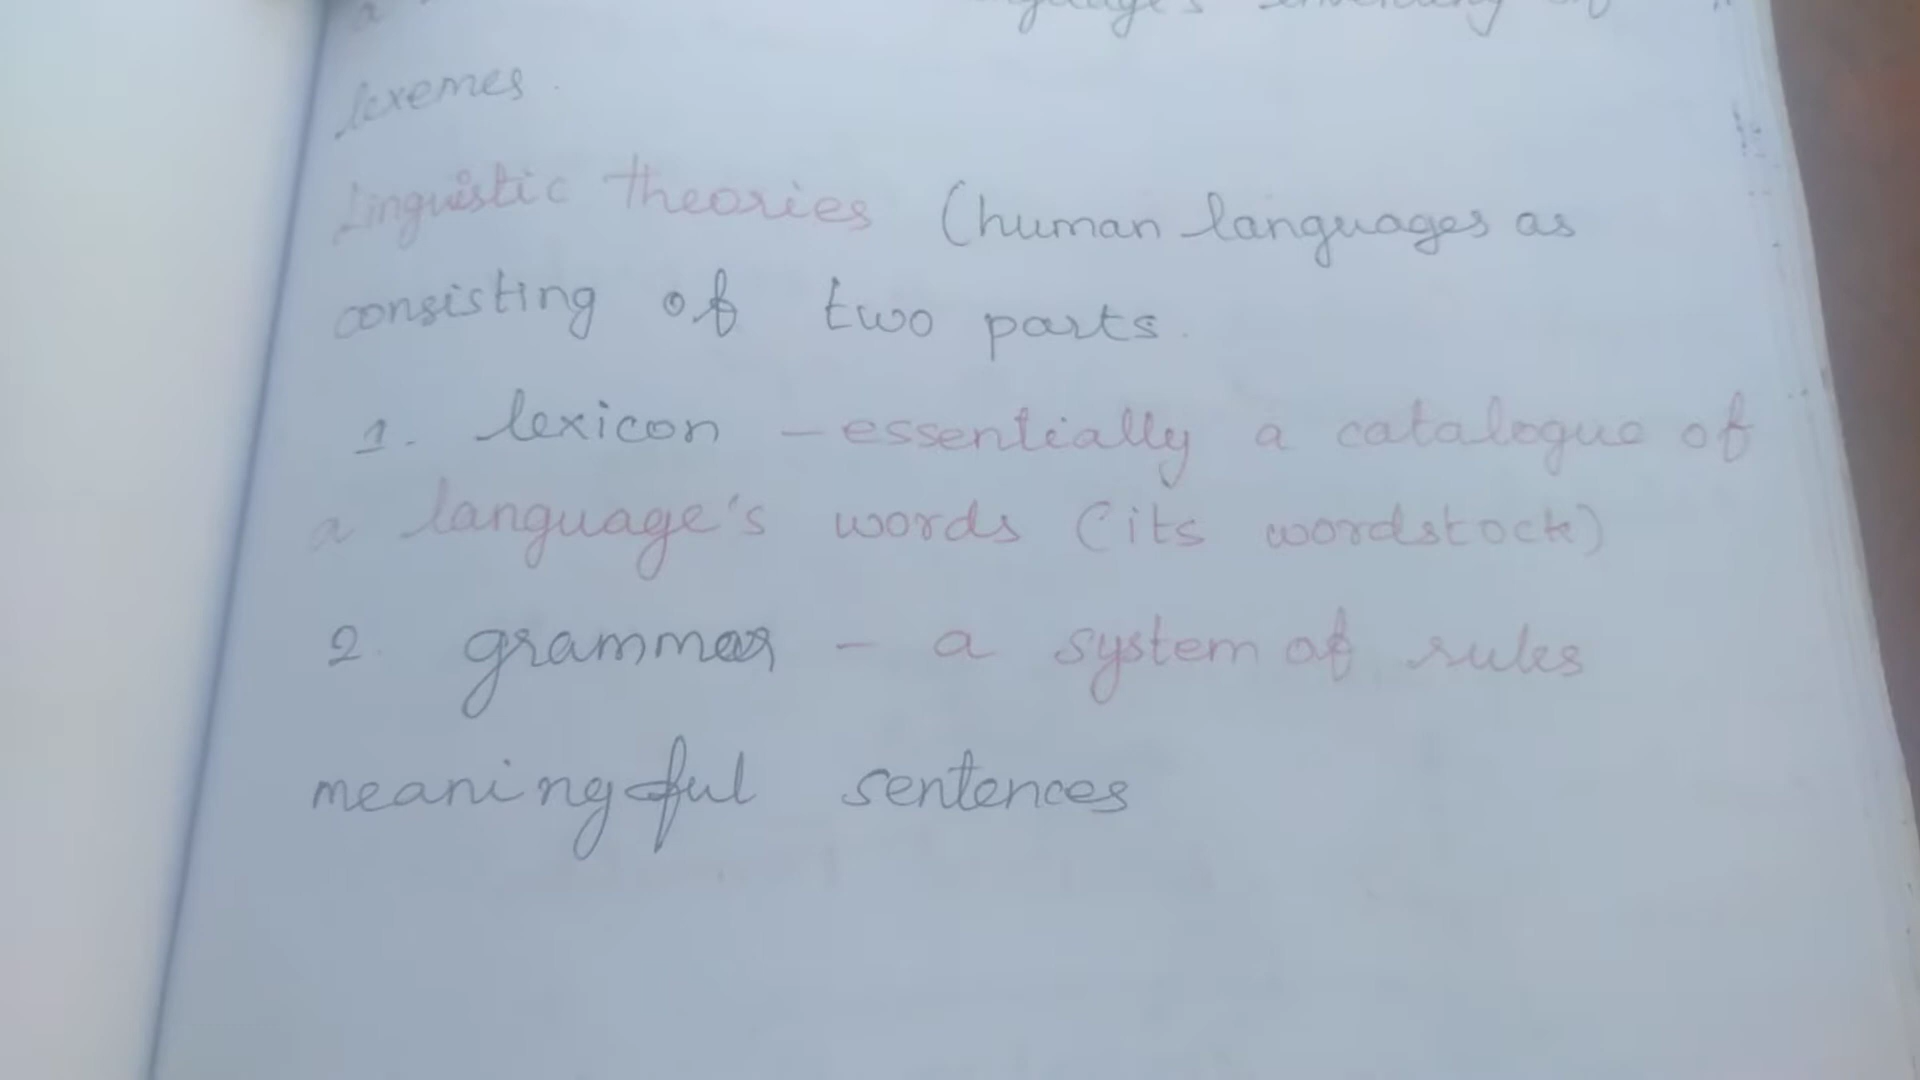 lexemes.
Linguistic theories (human languages as
consisting of two parts.
1. lexicon - essentially a catalogue of
a language's words (its wordstock)
2. grammar - a system of rules
meaningful sentences